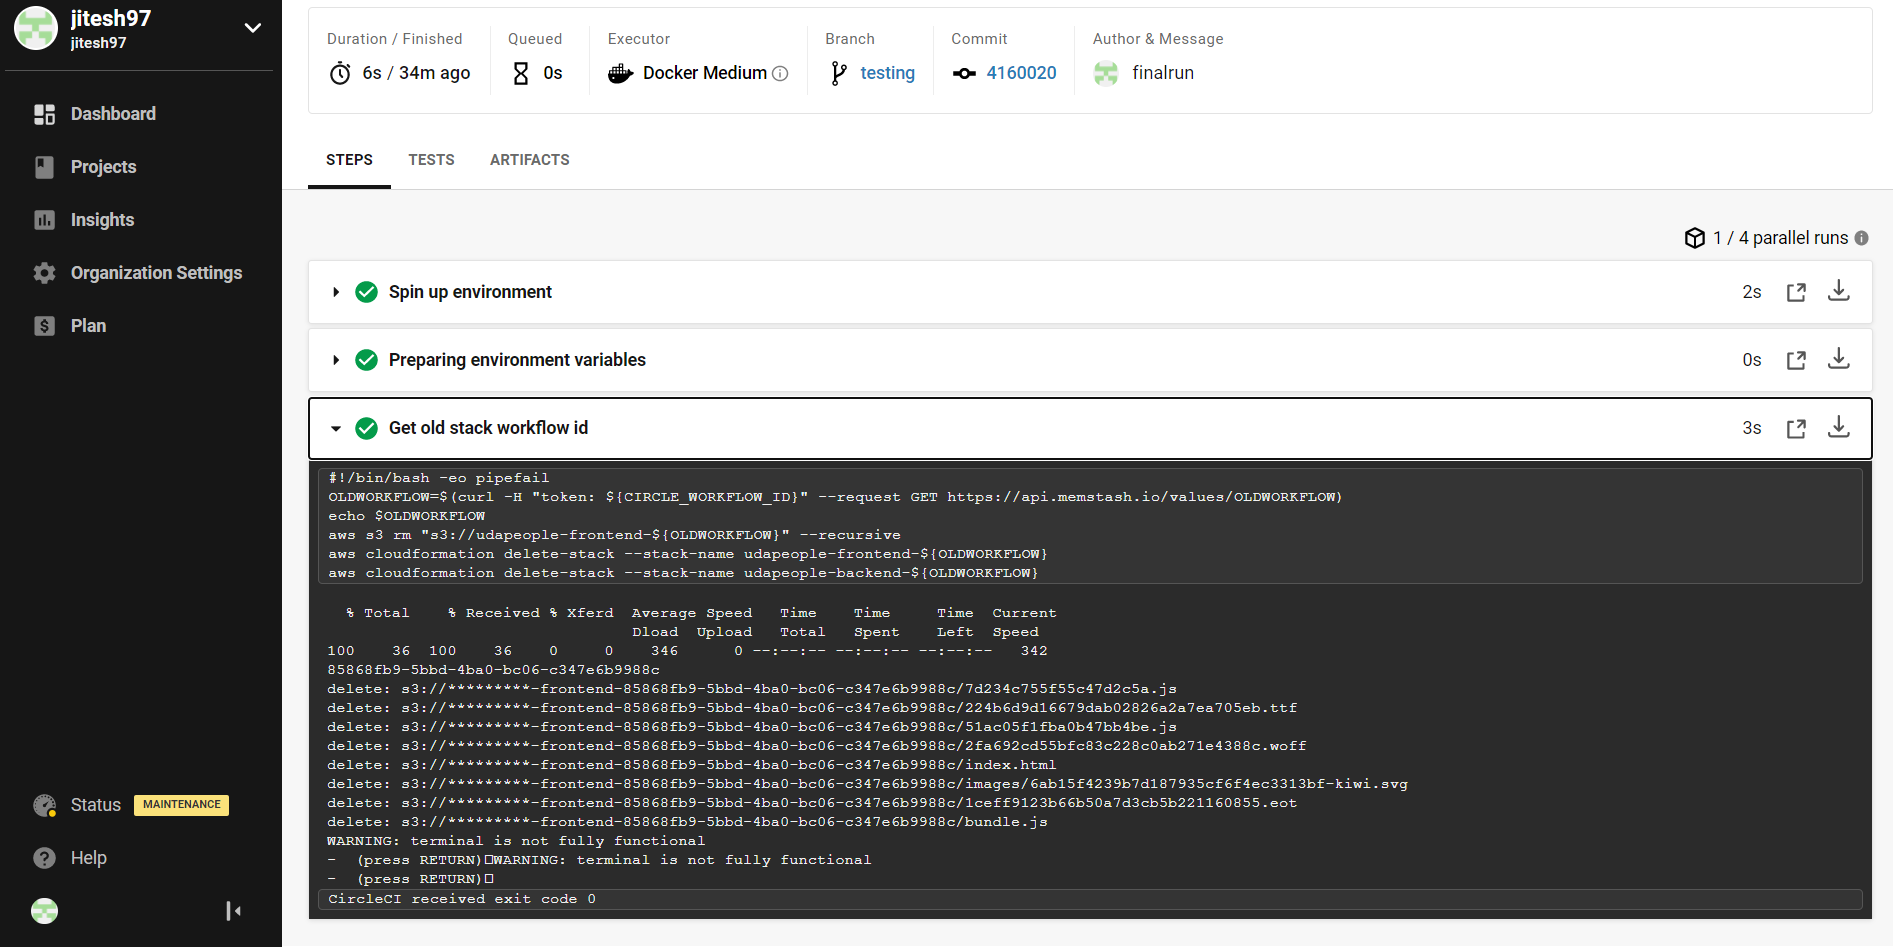 jitesh97
jitesh97
Dashboard
Projects
Insights
Organization Settings
Plan
Status MAINTENANCE
Help
Duration / Finished
6s / 34m ago
Queued
0s
Executor
Docker Medium
Branch
testing
Commit
4160020
Author & Message
finalrun
STEPS TESTS ARTIFACTS
1 / 4 parallel runs
Spin up environment 2s
Preparing environment variables 0s
Get old stack workflow id 3s
#!/bin/bash -eo pipefail
OLDWORKFLOW=$(curl -H "token: ${CIRCLE_WORKFLOW_ID}" --request GET https://api.memstash.io/values/OLDWORKFLOW)
echo $OLDWORKFLOW
aws s3 rm "s3://udapeople-frontend-${OLDWORKFLOW}" --recursive
aws cloudformation delete-stack --stack-name udapeople-frontend-${OLDWORKFLOW}
aws cloudformation delete-stack --stack-name udapeople-backend-${OLDWORKFLOW}
  % Total    % Received % Xferd  Average Speed   Time    Time     Time  Current
                                 Dload  Upload   Total   Spent    Left  Speed
100    36  100    36    0     0    346      0 --:--:-- --:--:-- --:--:--   342
85868fb9-5bbd-4ba0-bc06-c347e6b9988c
delete: s3://*********-frontend-85868fb9-5bbd-4ba0-bc06-c347e6b9988c/7d234c755f55c47d2c5a.js
delete: s3://*********-frontend-85868fb9-5bbd-4ba0-bc06-c347e6b9988c/224b6d9d16679dab02826a2a7ea705eb.ttf
delete: s3://*********-frontend-85868fb9-5bbd-4ba0-bc06-c347e6b9988c/51ac05f1fba0b47bb4be.js
delete: s3://*********-frontend-85868fb9-5bbd-4ba0-bc06-c347e6b9988c/2fa692cd55bfc83c228c0ab271e4388c.woff
delete: s3://*********-frontend-85868fb9-5bbd-4ba0-bc06-c347e6b9988c/index.html
delete: s3://*********-frontend-85868fb9-5bbd-4ba0-bc06-c347e6b9988c/images/6ab15f4239b7d187935cf6f4ec3313bf-kiwi.svg
delete: s3://*********-frontend-85868fb9-5bbd-4ba0-bc06-c347e6b9988c/1ceff9123b66b50a7d3cb5b221160855.eot
delete: s3://*********-frontend-85868fb9-5bbd-4ba0-bc06-c347e6b9988c/bundle.js
WARNING: terminal is not fully functional
-  (press RETURN)▯WARNING: terminal is not fully functional
-  (press RETURN)▯
CircleCI received exit code 0